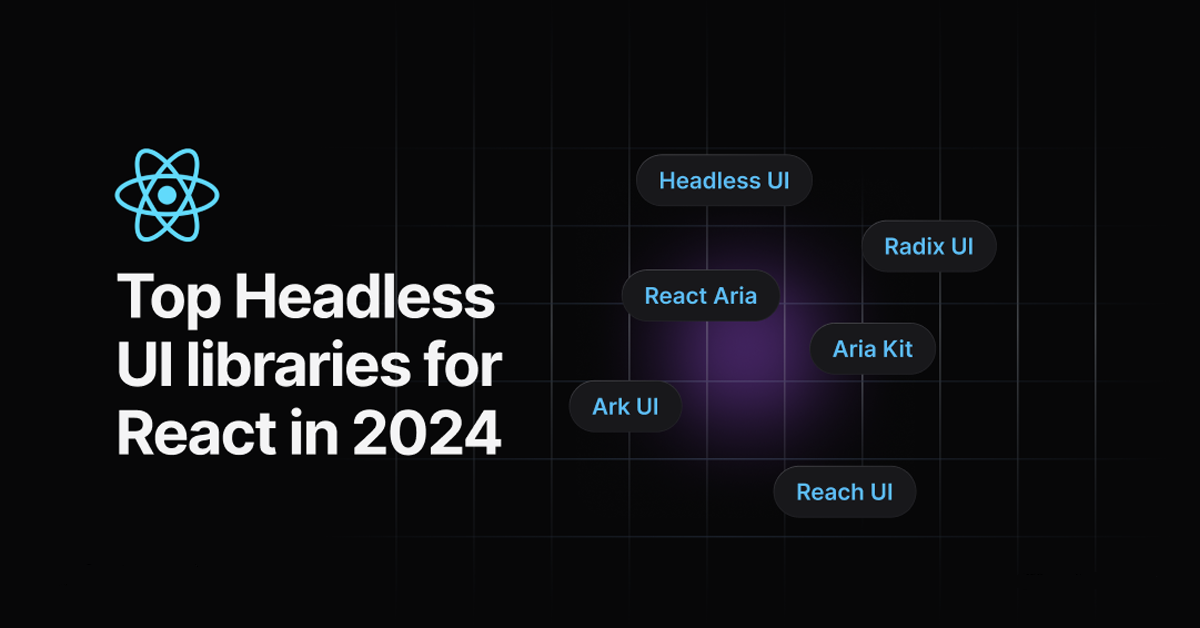 Top Headless
UI libraries for
React in 2024
Headless UI
Radix UI
React Aria
Aria Kit
Ark UI
Reach UI